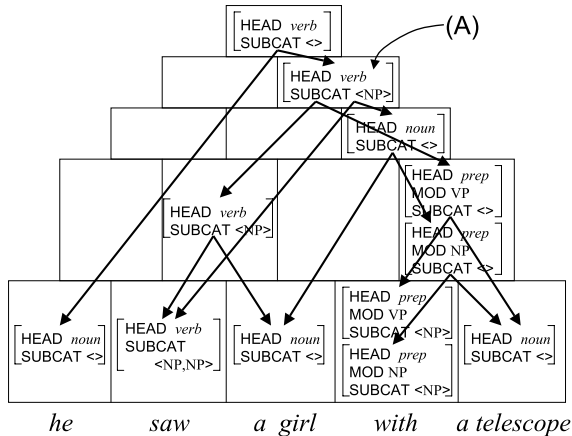 HEAD verb
SUBCAT <>
(A)
HEAD verb
SUBCAT <NP>
HEAD noun
SUBCAT <>
HEAD verb
SUBCAT <NP>
HEAD prep
MOD VP
SUBCAT <>
HEAD prep
MOD NP
SUBCAT <>
HEAD noun
SUBCAT <>
HEAD verb
SUBCAT
<NP,NP>
HEAD noun
SUBCAT <>
HEAD prep
MOD VP
SUBCAT <NP>
HEAD prep
MOD NP
SUBCAT <NP>
HEAD noun
SUBCAT <>
he saw a girl with a telescope